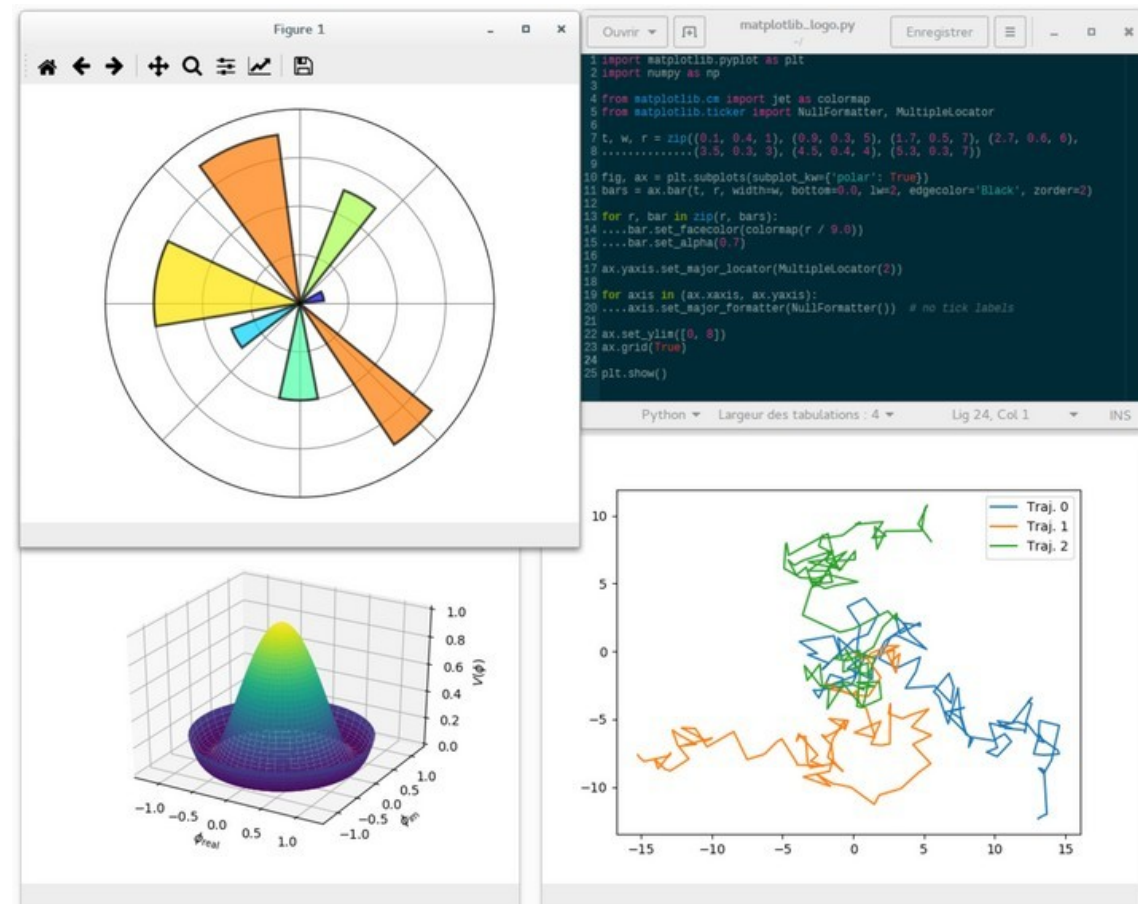 Figure 1
Ouvrir
matplotlib_logo.py
~/
Enregistrer
1 import matplotlib.pyplot as plt
2 import numpy as np
3
4 from matplotlib.cm import jet as colormap
5 from matplotlib.ticker import NullFormatter, MultipleLocator
6
7 t, w, r = zip((0.1, 0.4, 1), (0.9, 0.3, 5), (1.7, 0.5, 7), (2.7, 0.6, 6),
8 ..............(3.5, 0.3, 3), (4.5, 0.4, 4), (5.3, 0.3, 7))
9
10 fig, ax = plt.subplots(subplot_kw={'polar': True})
11 bars = ax.bar(t, r, width=w, bottom=0.0, lw=2, edgecolor='Black', zorder=2)
12
13 for r, bar in zip(r, bars):
14 ....bar.set_facecolor(colormap(r / 9.0))
15 ....bar.set_alpha(0.7)
16
17 ax.yaxis.set_major_locator(MultipleLocator(2))
18
19 for axis in (ax.xaxis, ax.yaxis):
20 ....axis.set_major_formatter(NullFormatter())  # no tick labels
21
22 ax.set_ylim([0, 8])
23 ax.grid(True)
24
25 plt.show()
Python
Largeur des tabulations : 4
Lig 24, Col 1
INS
1.0
0.8
0.6
0.4
0.2
0.0
V(ϕ)
−1.0
−0.5
0.0
0.5
1.0
ϕreal
−1.0
−0.5
0.0
0.5
1.0
ϕim
Traj. 0
Traj. 1
Traj. 2
10
5
0
−5
−10
−15
−10
−5
0
5
10
15